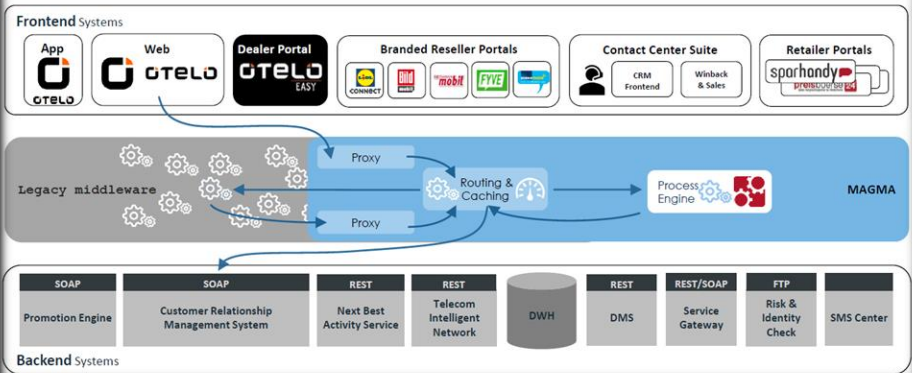 Frontend Systems
App
OTELO
Web
OTELO
Dealer Portal
OTELO
EASY
Branded Reseller Portals
CONNECT
Bild
mobil
mobil
FYVE
Contact Center Suite
CRM
Frontend
Winback
& Sales
Retailer Portals
sparhandy
preisboerse24
Legacy middleware
Proxy
Proxy
Routing &
Caching
Process
Engine
MAGMA
SOAP
Promotion Engine
SOAP
Customer Relationship
Management System
REST
Next Best
Activity Service
REST
Telecom
Intelligent
Network
DWH
REST
DMS
REST/SOAP
Service
Gateway
FTP
Risk &
Identity
Check
SMS Center
Backend Systems